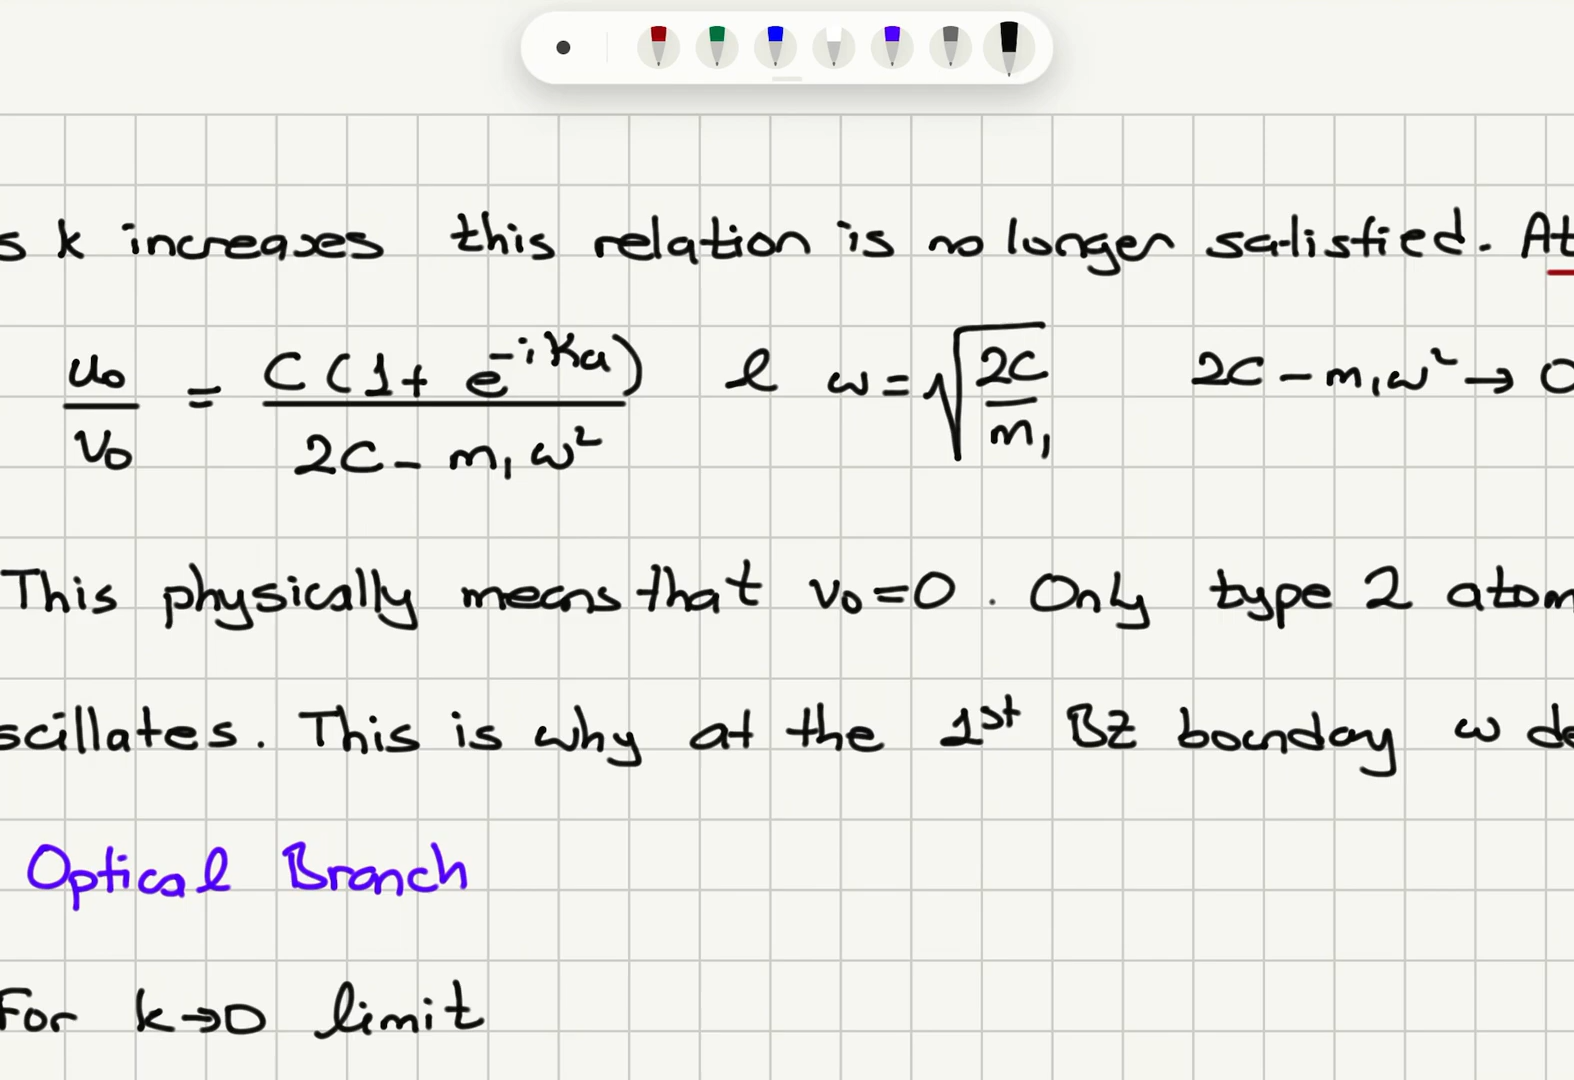 s k increases this relation is no longer satisfied. At
u₀/v₀ = C(1+e^{-iKa})/(2C-m₁ω²) & ω=√(2C/m₁) 2C-m₁ω²→0
This physically means that v₀=0. Only type 2 atom
scillates. This is why at the 1st BZ boundary ω de
Optical Branch
For k→0 limit